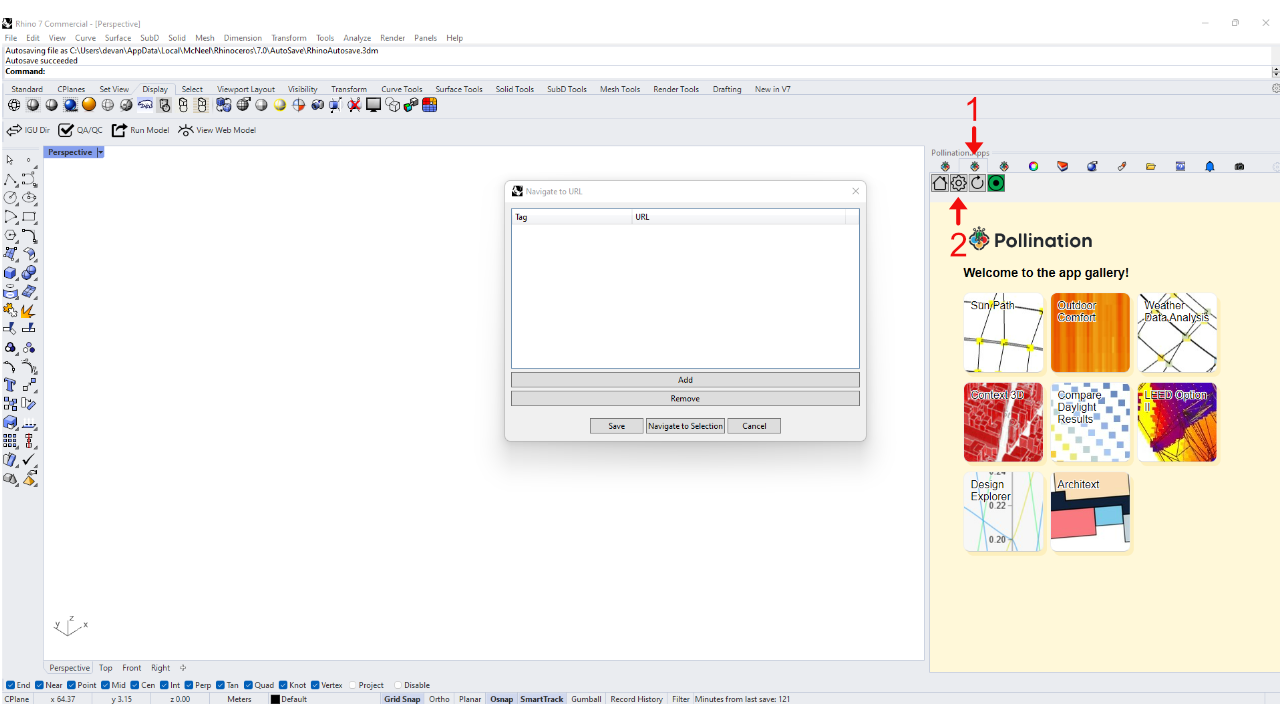 Rhino 7 Commercial - [Perspective]
File Edit View Curve Surface SubD Solid Mesh Dimension Transform Tools Analyze Render Panels Help
Autosaving file as C:\Users\devan\AppData\Local\McNeel\Rhinoceros\7.0\AutoSave\RhinoAutosave.3dm
Autosave succeeded
Command:
Standard CPlanes Set View Display Select Viewport Layout Visibility Transform Curve Tools Surface Tools Solid Tools SubD Tools Mesh Tools Render Tools Drafting New in V7
IGU Dir QA/QC Run Model View Web Model
1
Perspective
Pollination.Apps
Navigate to URL
Tag URL
Add
Remove
Save Navigate to Selection Cancel
2
Pollination
Welcome to the app gallery!
Sun Path
Outdoor
Comfort
Weather
Data Analysis
Context 3D
Compare
Daylight
Results
LEED Option
II
Design
Explorer
0.24
0.22
0.20
Architext
z
y x
Perspective Top Front Right
End Near Point Mid Cen Int Perp Tan Quad Knot Vertex Project Disable
CPlane x 64.37 y 3.15 z 0.00 Meters Default Grid Snap Ortho Planar Osnap SmartTrack Gumball Record History Filter Minutes from last save: 121